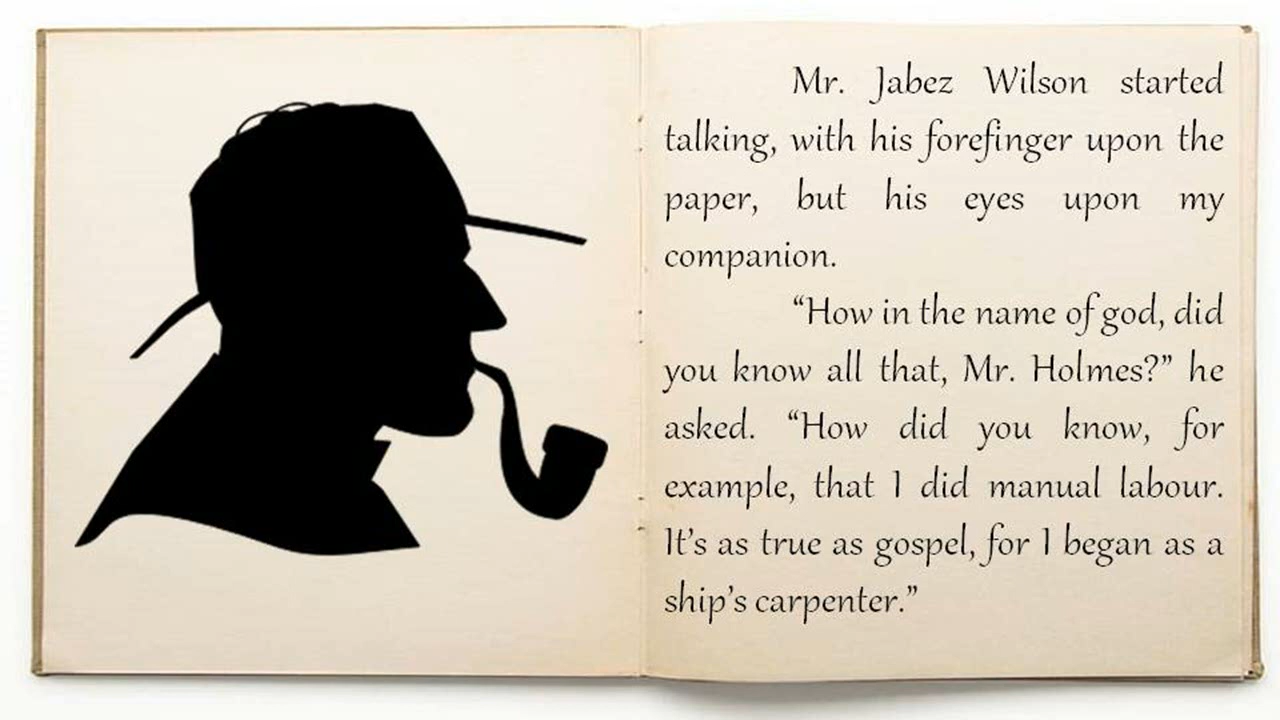 Mr. Jabez Wilson started
talking, with his forefinger upon the
paper, but his eyes upon my
companion.
“How in the name of god, did
you know all that, Mr. Holmes?” he
asked. “How did you know, for
example, that I did manual labour.
It’s as true as gospel, for I began as a
ship’s carpenter.”